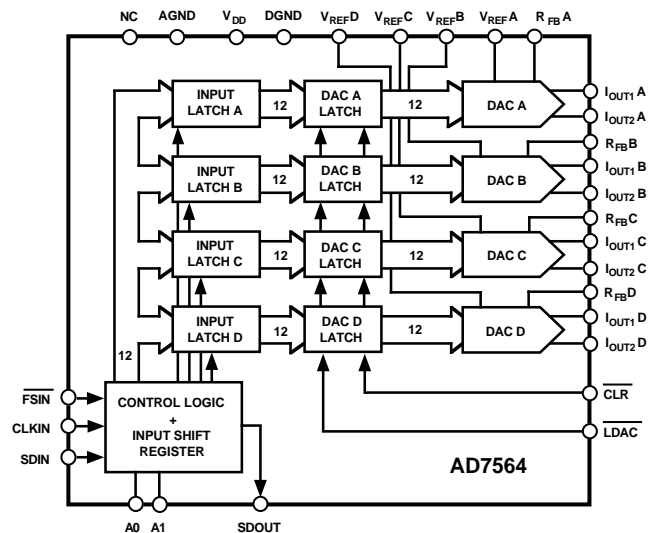 NC AGND VDD DGND VREFD VREFC VREFB VREFA RFBA
INPUT LATCH A 12 DAC A LATCH 12 DAC A
IOUT1A
IOUT2A
RFBB
INPUT LATCH B 12 DAC B LATCH 12 DAC B
IOUT1B
IOUT2B
RFBC
INPUT LATCH C 12 DAC C LATCH 12 DAC C
IOUT1C
IOUT2C
RFBD
INPUT LATCH D 12 DAC D LATCH 12 DAC D
IOUT1D
IOUT2D
12
FSIN
CLKIN
SDIN
CONTROL LOGIC
+
INPUT SHIFT
REGISTER
CLR
LDAC
AD7564
A0 A1 SDOUT